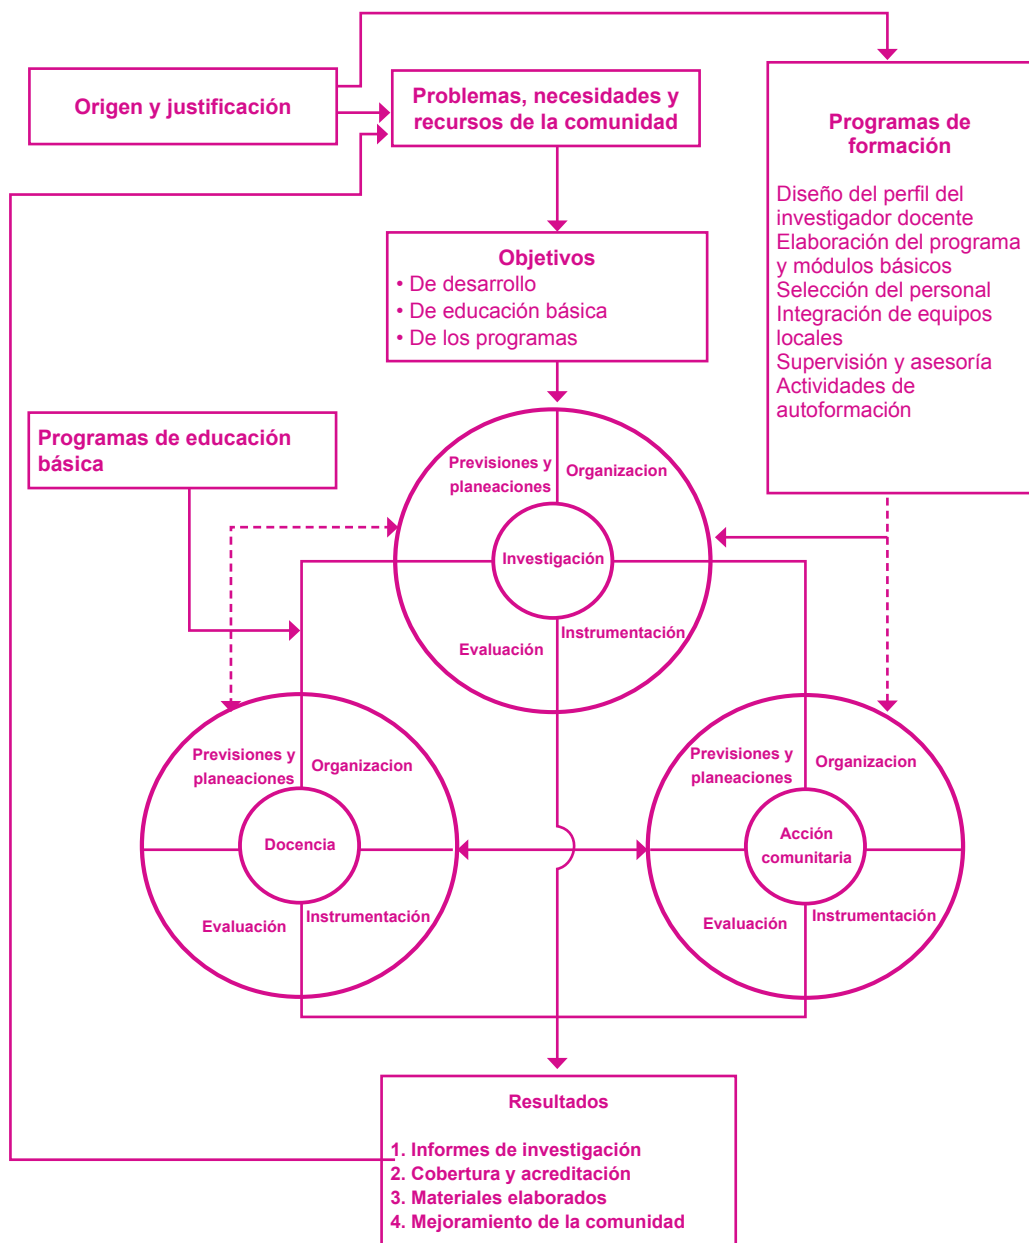 Origen y justificación
Problemas, necesidades y
recursos de la comunidad
Programas de
formación
Diseño del perfil del
investigador docente
Elaboración del programa
y módulos básicos
Selección del personal
Integración de equipos
locales
Supervisión y asesoría
Actividades de
autoformación
Objetivos
• De desarrollo
• De educación básica
• De los programas
Programas de educación
básica
Previsiones y
planeaciones
Organizacion
Investigación
Evaluación
Instrumentación
Previsiones y
planeaciones
Organizacion
Docencia
Evaluación
Instrumentación
Previsiones y
planeaciones
Organizacion
Acción
comunitaria
Evaluación
Instrumentación
Resultados
1. Informes de investigación
2. Cobertura y acreditación
3. Materiales elaborados
4. Mejoramiento de la comunidad